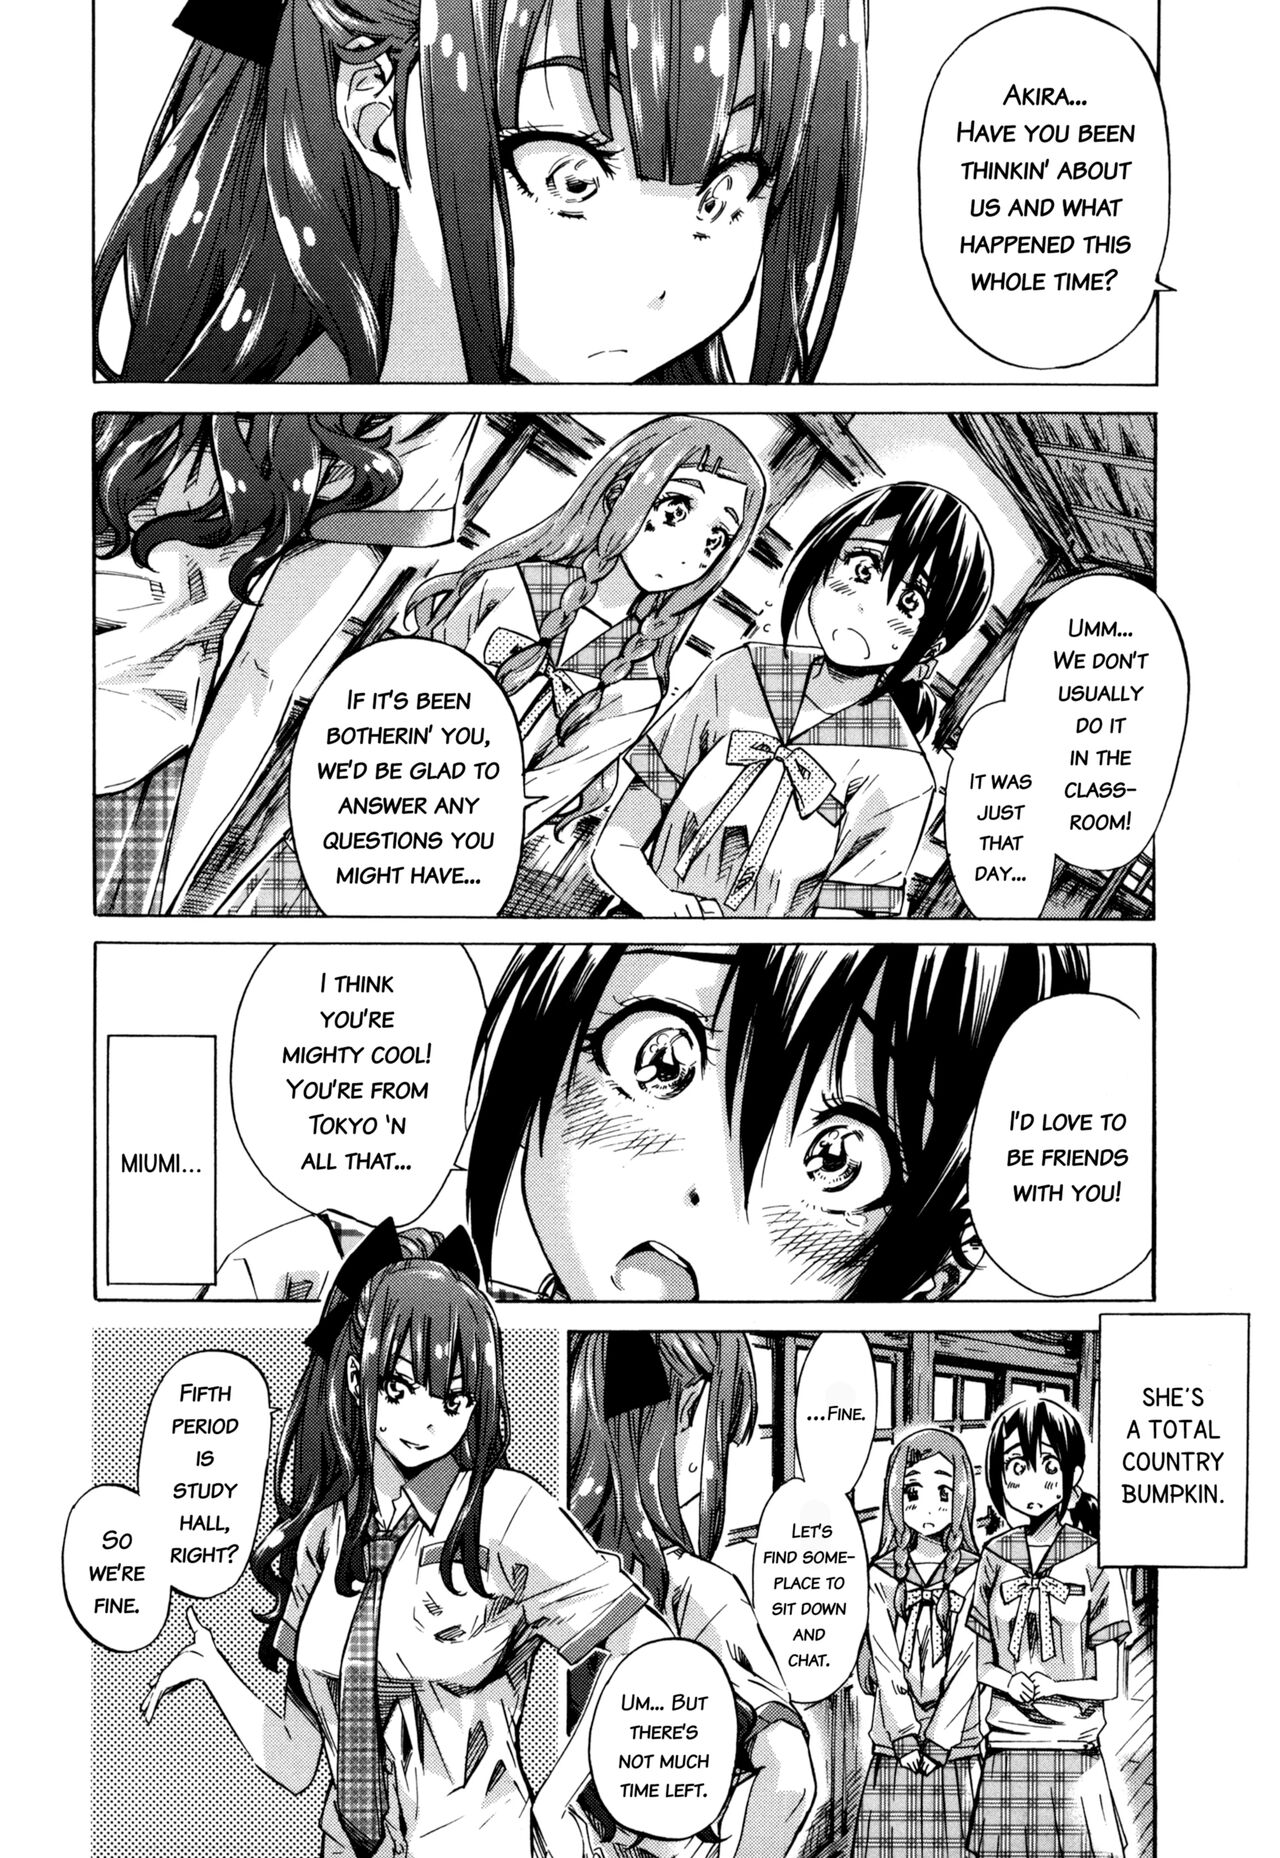 AKIRA...
HAVE YOU BEEN
THINKIN' ABOUT
US AND WHAT
HAPPENED THIS
WHOLE TIME?
UMM...
WE DON'T
USUALLY
DO IT
IN THE
CLASS-
ROOM!
IT WAS
JUST
THAT
DAY...
IF IT'S BEEN
BOTHERIN' YOU,
WE'D BE GLAD TO
ANSWER ANY
QUESTIONS YOU
MIGHT HAVE...
I'D LOVE TO
BE FRIENDS
WITH YOU!
I THINK
YOU'RE
MIGHTY COOL!
YOU'RE FROM
TOKYO 'N
ALL THAT...
MIUMI...
SHE'S
A TOTAL
COUNTRY
BUMPKIN.
...FINE.
LET'S
FIND SOME-
PLACE TO
SIT DOWN
AND
CHAT.
UM... BUT
THERE'S
NOT MUCH
TIME LEFT.
FIFTH
PERIOD
IS
STUDY
HALL,
RIGHT?
SO
WE'RE
FINE.